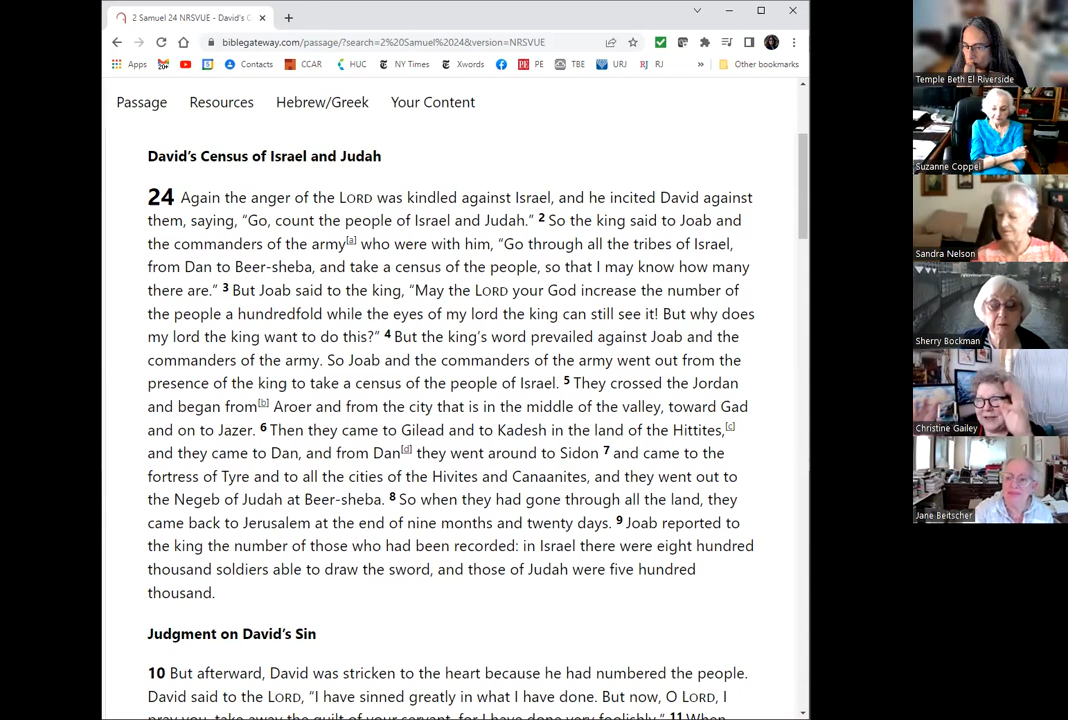 2 Samuel 24 NRSVUE - David's C
biblegateway.com/passage/?search=2%20Samuel%2024&version=NRSVUE
Apps 20+ Contacts CCAR HUC NY Times Xwords PE TBE URJ RJ RJ » Other bookmarks
Passage Resources Hebrew/Greek Your Content
David's Census of Israel and Judah
24 Again the anger of the LORD was kindled against Israel, and he incited David against
them, saying, “Go, count the people of Israel and Judah.” 2 So the king said to Joab and
the commanders of the army[a] who were with him, “Go through all the tribes of Israel,
from Dan to Beer-sheba, and take a census of the people, so that I may know how many
there are.” 3 But Joab said to the king, “May the LORD your God increase the number of
the people a hundredfold while the eyes of my lord the king can still see it! But why does
my lord the king want to do this?” 4 But the king's word prevailed against Joab and the
commanders of the army. So Joab and the commanders of the army went out from the
presence of the king to take a census of the people of Israel. 5 They crossed the Jordan
and began from[b] Aroer and from the city that is in the middle of the valley, toward Gad
and on to Jazer. 6 Then they came to Gilead and to Kadesh in the land of the Hittites,[c]
and they came to Dan, and from Dan[d] they went around to Sidon 7 and came to the
fortress of Tyre and to all the cities of the Hivites and Canaanites, and they went out to
the Negeb of Judah at Beer-sheba. 8 So when they had gone through all the land, they
came back to Jerusalem at the end of nine months and twenty days. 9 Joab reported to
the king the number of those who had been recorded: in Israel there were eight hundred
thousand soldiers able to draw the sword, and those of Judah were five hundred
thousand.
Judgment on David's Sin
10 But afterward, David was stricken to the heart because he had numbered the people.
David said to the LORD, “I have sinned greatly in what I have done. But now, O LORD, I
pray you, take away the guilt of your servant, for I have done very foolishly.” 11 When
Temple Beth El Riverside
Suzanne Coppel
Sandra Nelson
Sherry Bockman
Christine Gailey
Jane Beitscher